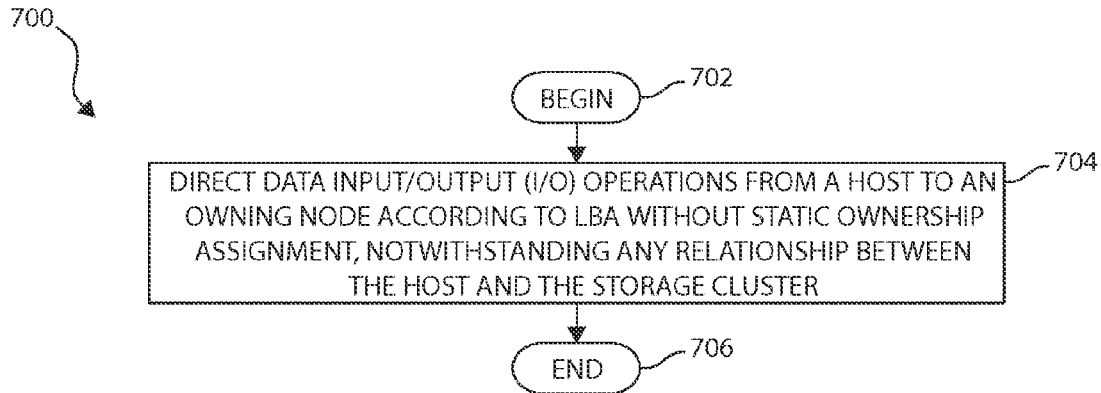 700
BEGIN
702
DIRECT DATA INPUT/OUTPUT (I/O) OPERATIONS FROM A HOST TO AN
OWNING NODE ACCORDING TO LBA WITHOUT STATIC OWNERSHIP
ASSIGNMENT, NOTWITHSTANDING ANY RELATIONSHIP BETWEEN
THE HOST AND THE STORAGE CLUSTER
704
END
706